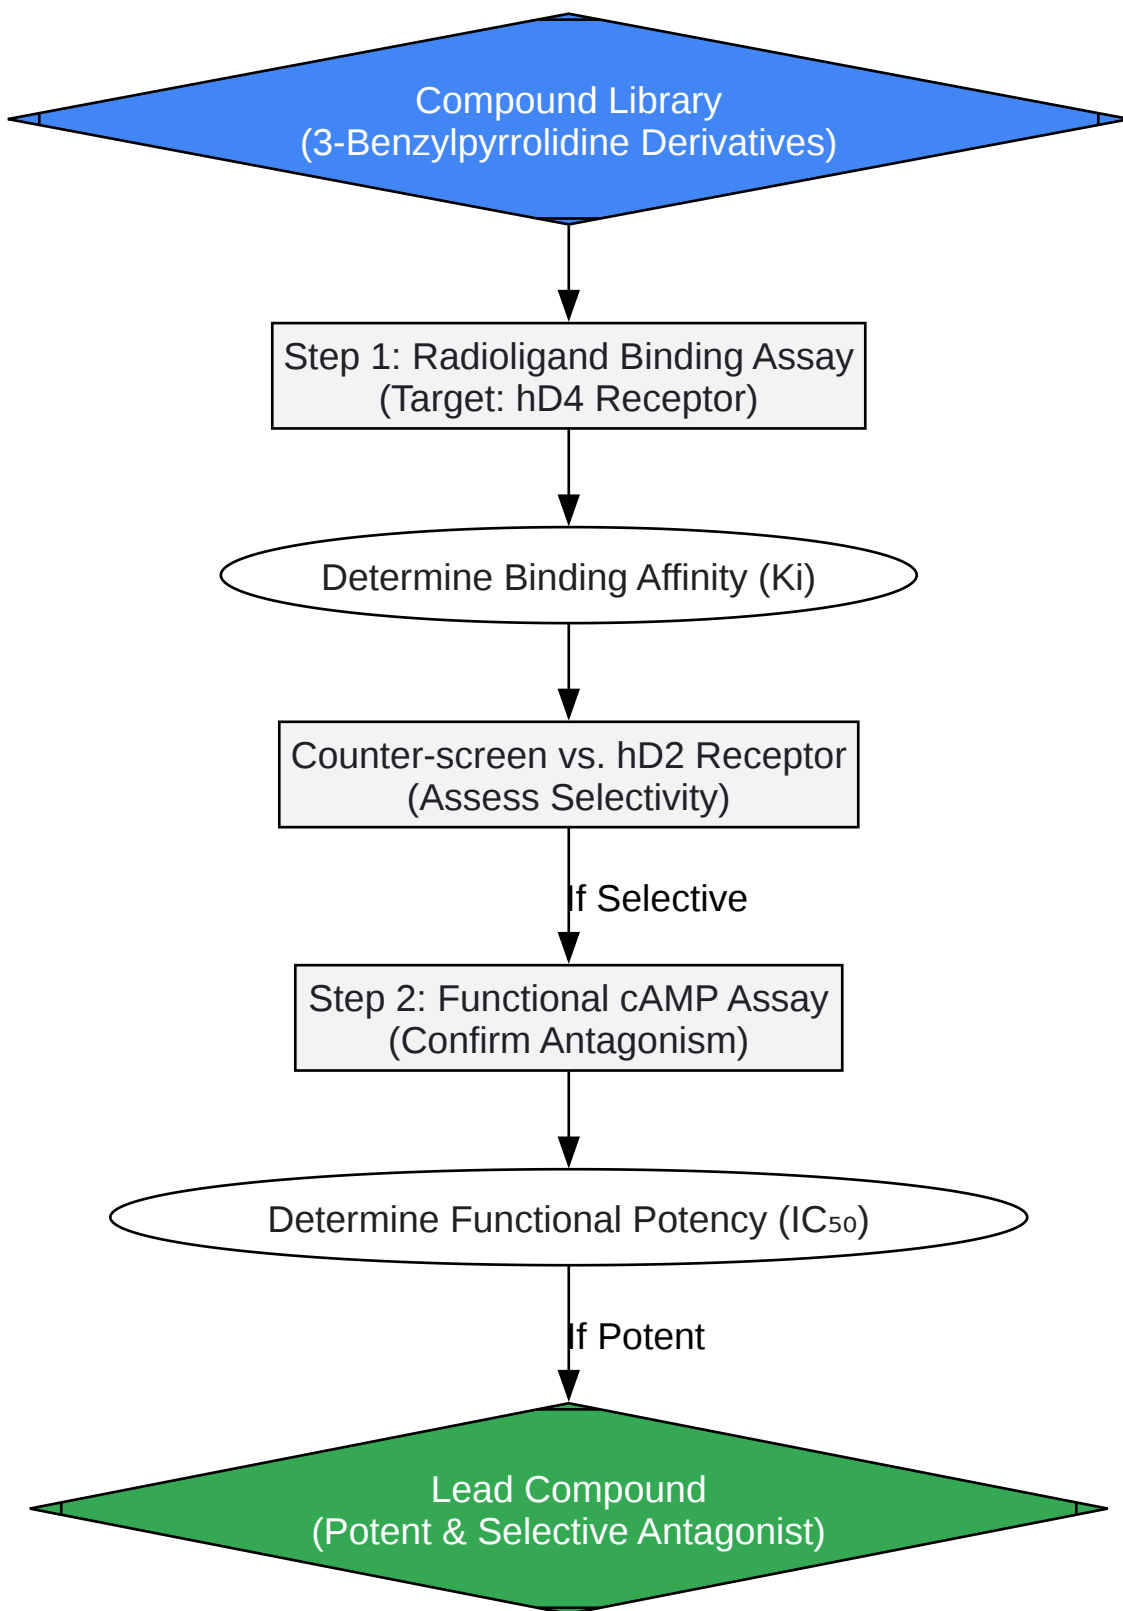 Compound Library
(3-Benzylpyrrolidine Derivatives)
Step 1: Radioligand Binding Assay
(Target: hD4 Receptor)
Determine Binding Affinity (Ki)
Counter-screen vs. hD2 Receptor
(Assess Selectivity)
If Selective
Step 2: Functional cAMP Assay
(Confirm Antagonism)
Determine Functional Potency (IC₅₀)
If Potent
Lead Compound
(Potent & Selective Antagonist)